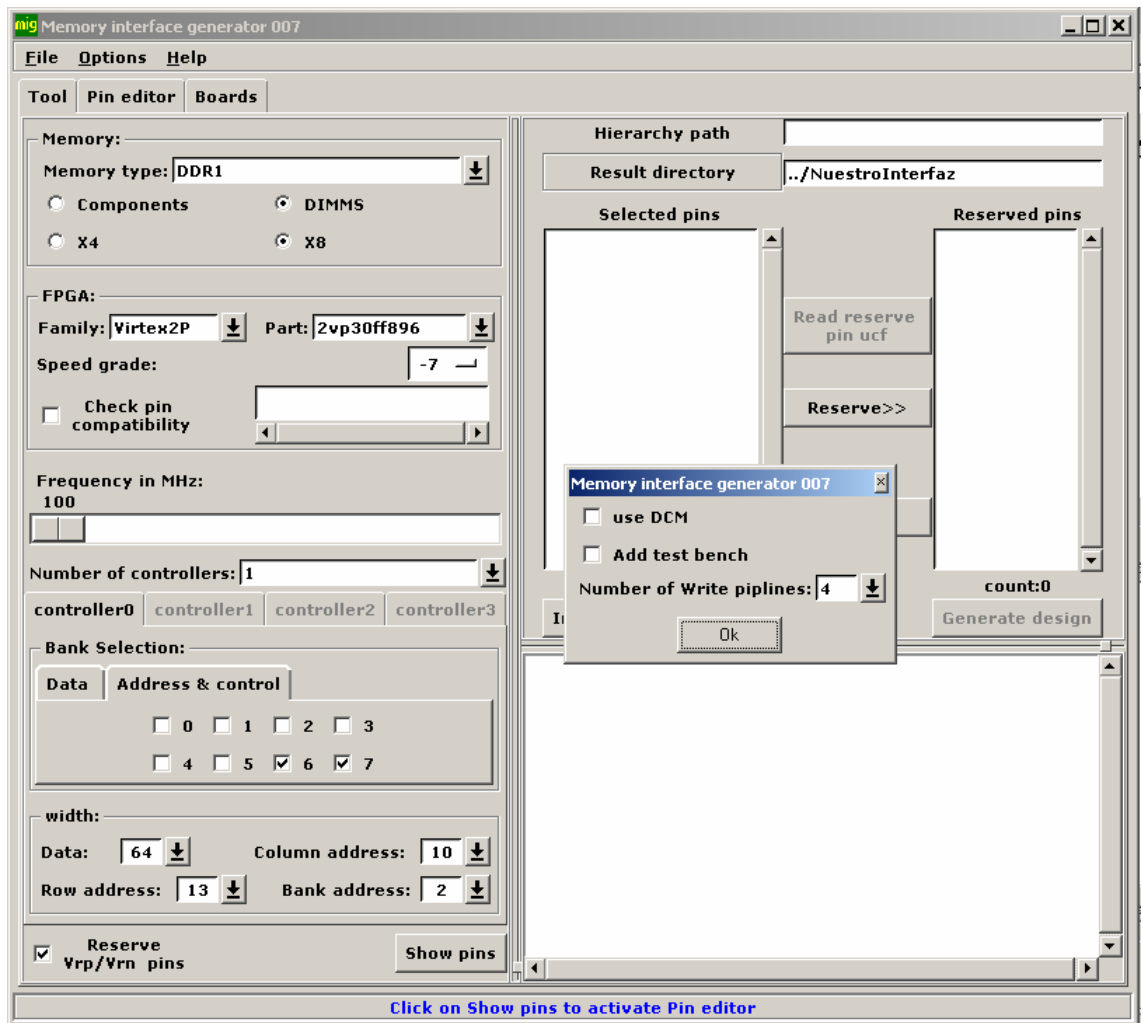 mig Memory interface generator 007
File Options Help
Tool Pin editor Boards
Memory:
Memory type: DDR1
Components DIMMS
X4 X8
FPGA:
Family: Virtex2P Part: 2vp30ff896
Speed grade: -7
Check pin
compatibility
Frequency in MHz:
100
Number of controllers: 1
controller0 controller1 controller2 controller3
Bank Selection:
Data Address & control
0 1 2 3
4 5 6 7
width:
Data: 64 Column address: 10
Row address: 13 Bank address: 2
Reserve
Vrp/Vrn pins
Show pins
Hierarchy path
Result directory ../NuestroInterfaz
Selected pins Reserved pins
Read reserve
pin ucf
Reserve>>
Memory interface generator 007
use DCM
Add test bench
Number of Write piplines: 4
Ok
count:0
Generate design
Click on Show pins to activate Pin editor